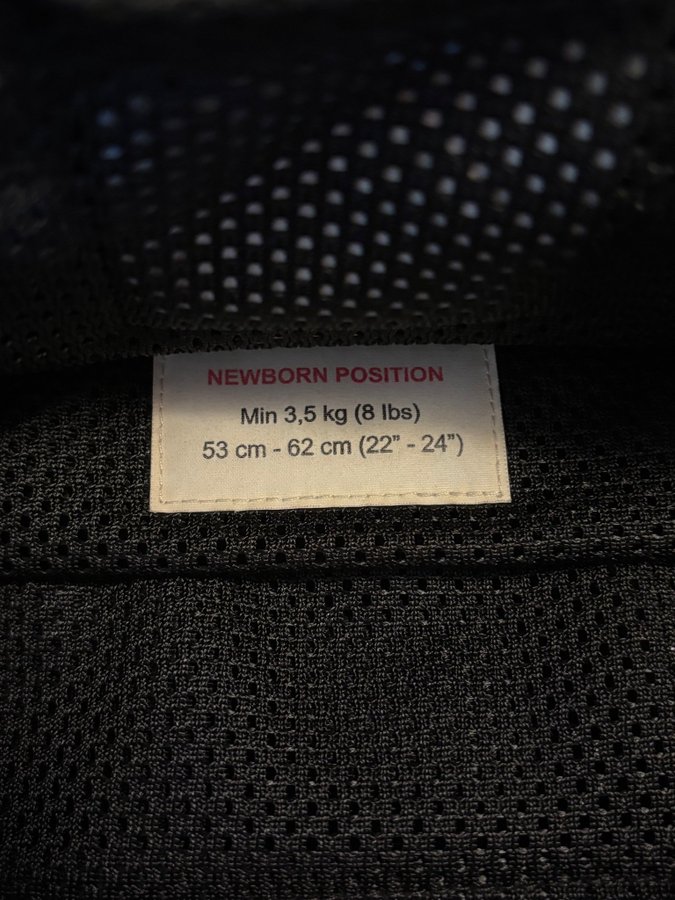 NEWBORN POSITION
Min 3,5 kg (8 lbs)
53 cm - 62 cm (22” - 24”)